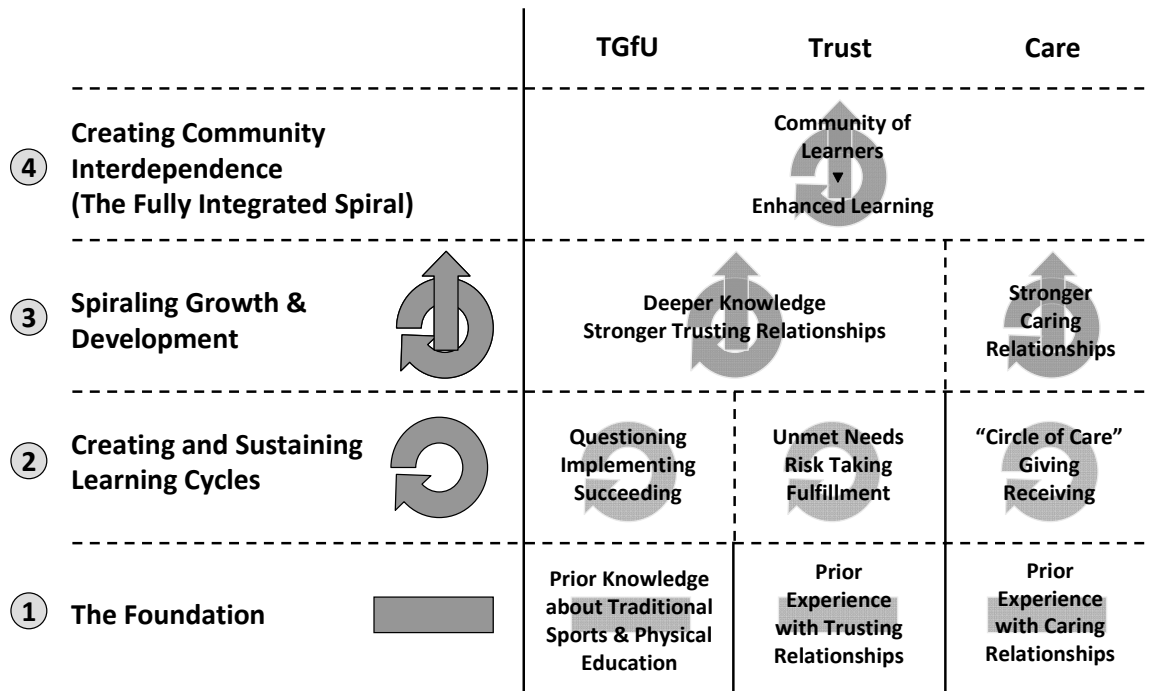 TGfU
Trust
Care
4
Creating Community
Interdependence
(The Fully Integrated Spiral)
Community of
Learners
Enhanced Learning
3
Spiraling Growth &
Development
Deeper Knowledge
Stronger Trusting Relationships
Stronger
Caring
Relationships
2
Creating and Sustaining
Learning Cycles
Questioning
Implementing
Succeeding
Unmet Needs
Risk Taking
Fulfillment
“Circle of Care”
Giving
Receiving
1
The Foundation
Prior Knowledge
about Traditional
Sports & Physical
Education
Prior
Experience
with Trusting
Relationships
Prior
Experience
with Caring
Relationships